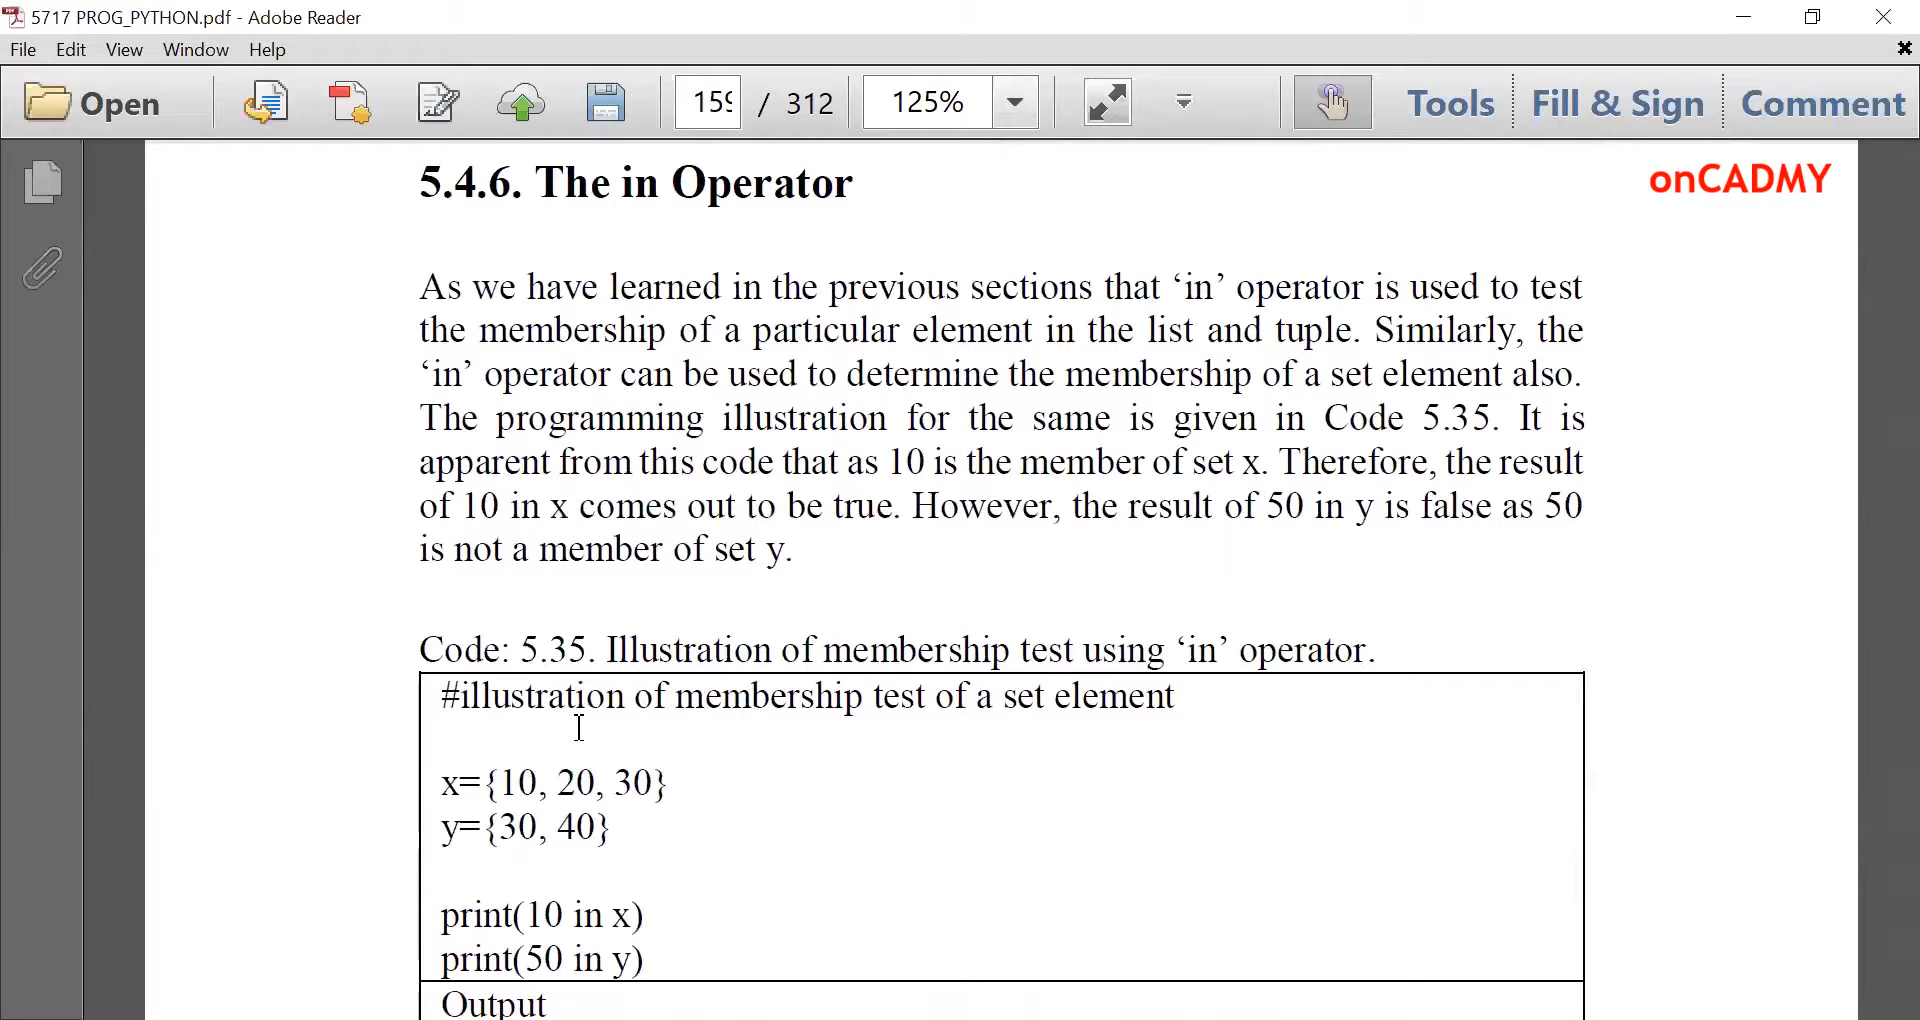 5717 PROG_PYTHON.pdf - Adobe Reader
File Edit View Window Help
Open 159 / 312 125% Tools Fill & Sign Comment
5.4.6. The in Operator
onCADMY
As we have learned in the previous sections that ‘in’ operator is used to test
the membership of a particular element in the list and tuple. Similarly, the
‘in’ operator can be used to determine the membership of a set element also.
The programming illustration for the same is given in Code 5.35. It is
apparent from this code that as 10 is the member of set x. Therefore, the result
of 10 in x comes out to be true. However, the result of 50 in y is false as 50
is not a member of set y.
Code: 5.35. Illustration of membership test using ‘in’ operator.
#illustration of membership test of a set element
x={10, 20, 30}
y={30, 40}
print(10 in x)
print(50 in y)
Output